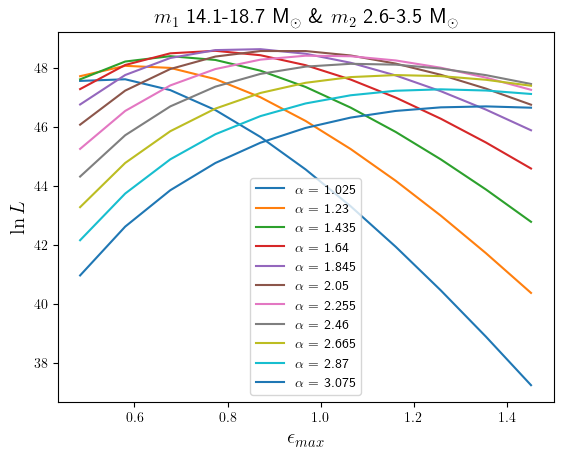 m₁ 14.1-18.7 M⊙ & m₂ 2.6-3.5 M⊙
ln L
48
46
44
42
40
38
α = 1.025
α = 1.23
α = 1.435
α = 1.64
α = 1.845
α = 2.05
α = 2.255
α = 2.46
α = 2.665
α = 2.87
α = 3.075
0.6 0.8 1.0 1.2 1.4
ϵmax